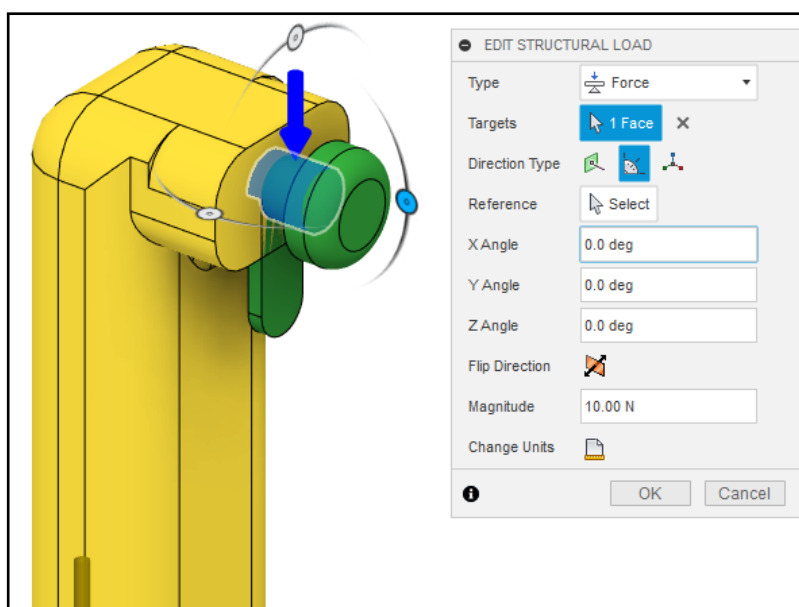 EDIT STRUCTURAL LOAD
Type Force
Targets 1 Face
Direction Type
Reference Select
X Angle 0.0 deg
Y Angle 0.0 deg
Z Angle 0.0 deg
Flip Direction
Magnitude 10.00 N
Change Units
OK Cancel